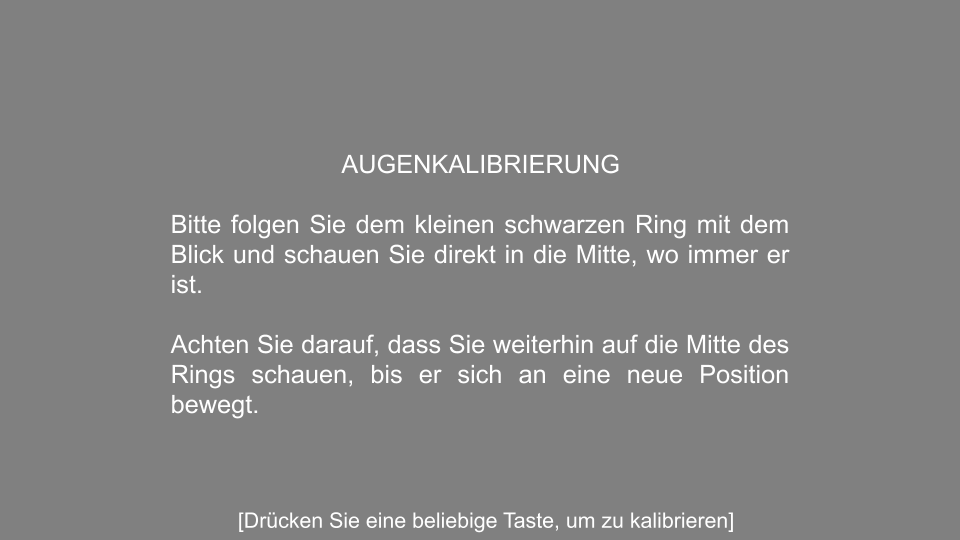 AUGENKALIBRIERUNG
Bitte folgen Sie dem kleinen schwarzen Ring mit dem
Blick und schauen Sie direkt in die Mitte, wo immer er
ist.
Achten Sie darauf, dass Sie weiterhin auf die Mitte des
Rings schauen, bis er sich an eine neue Position
bewegt.
[Drücken Sie eine beliebige Taste, um zu kalibrieren]